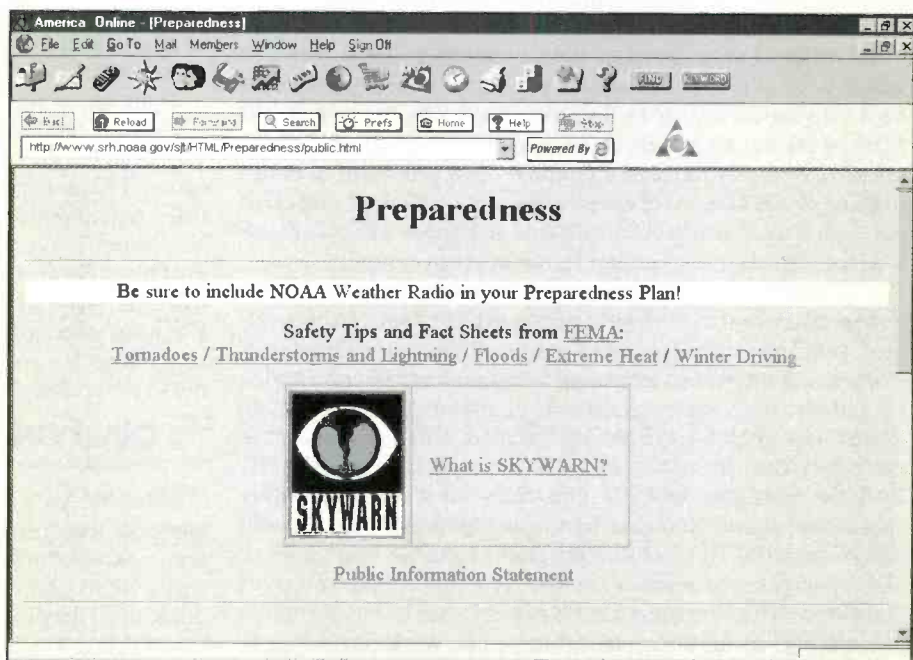 America Online - [Preparedness]
File Edit Go To Mail Members Window Help Sign Off
FIND KEYWORD
Back Reload Forward Search Prefs Home Help Stop
http://www.srh.noaa.gov/sjt/HTML/Preparedness/public.html Powered By
Preparedness
Be sure to include NOAA Weather Radio in your Preparedness Plan!
Safety Tips and Fact Sheets from FEMA:
Tornadoes / Thunderstorms and Lightning / Floods / Extreme Heat / Winter Driving
What is SKYWARN?
SKYWARN
Public Information Statement